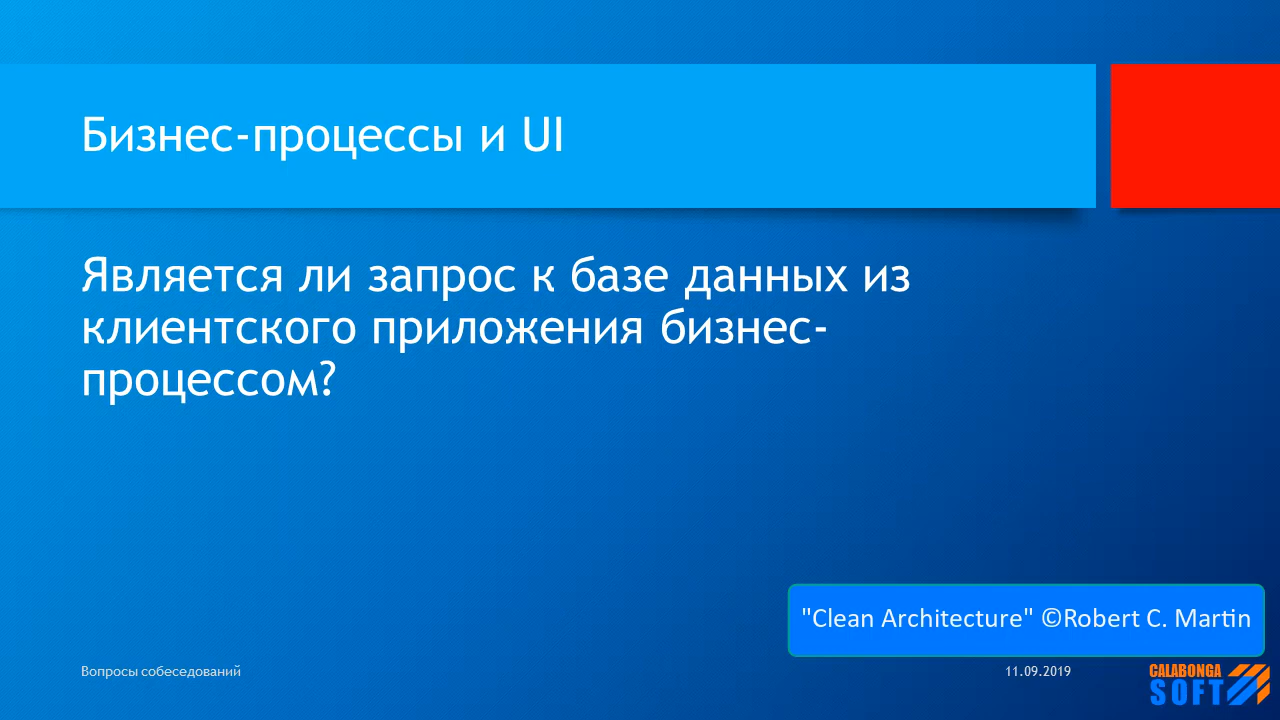 Бизнес-процессы и UI
Является ли запрос к базе данных из
клиентского приложения бизнес-
процессом?
"Clean Architecture" ©Robert C. Martin
Вопросы собеседований
11.09.2019
CALABONGA
SOFT